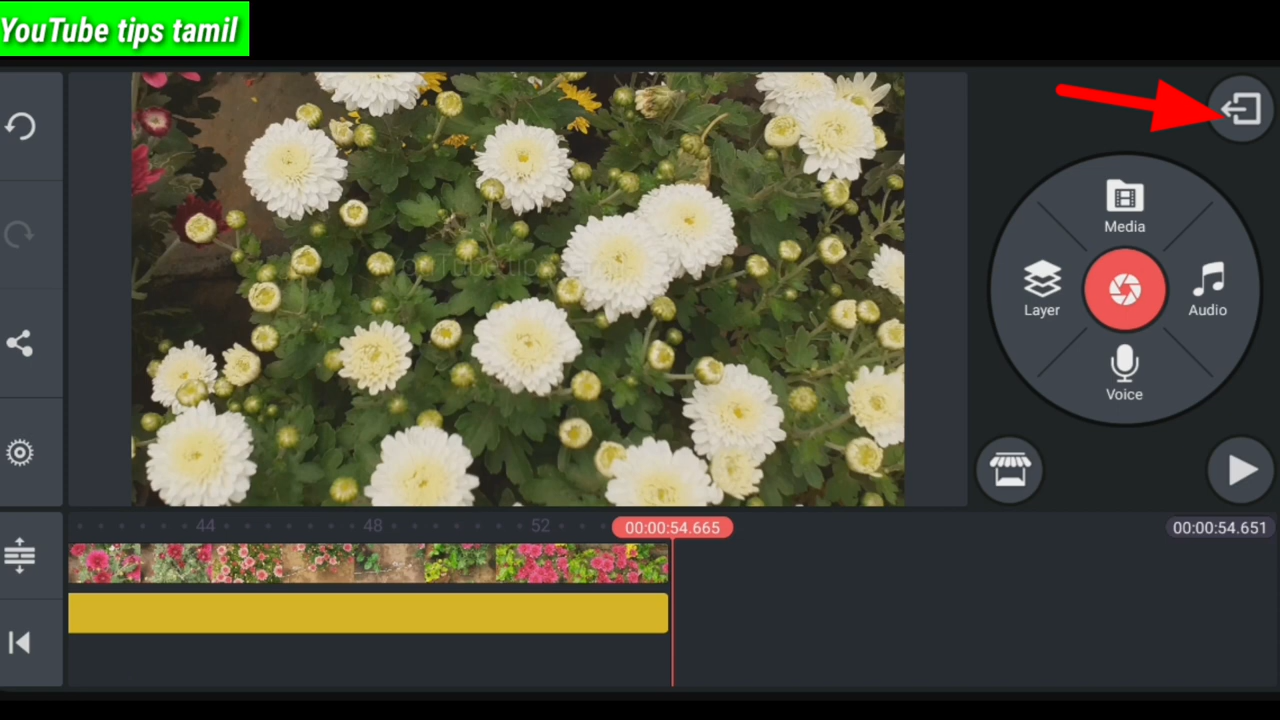 YouTube tips tamil
Media
Layer
Audio
Voice
44
48
52
00:00:54.665
00:00:54.651